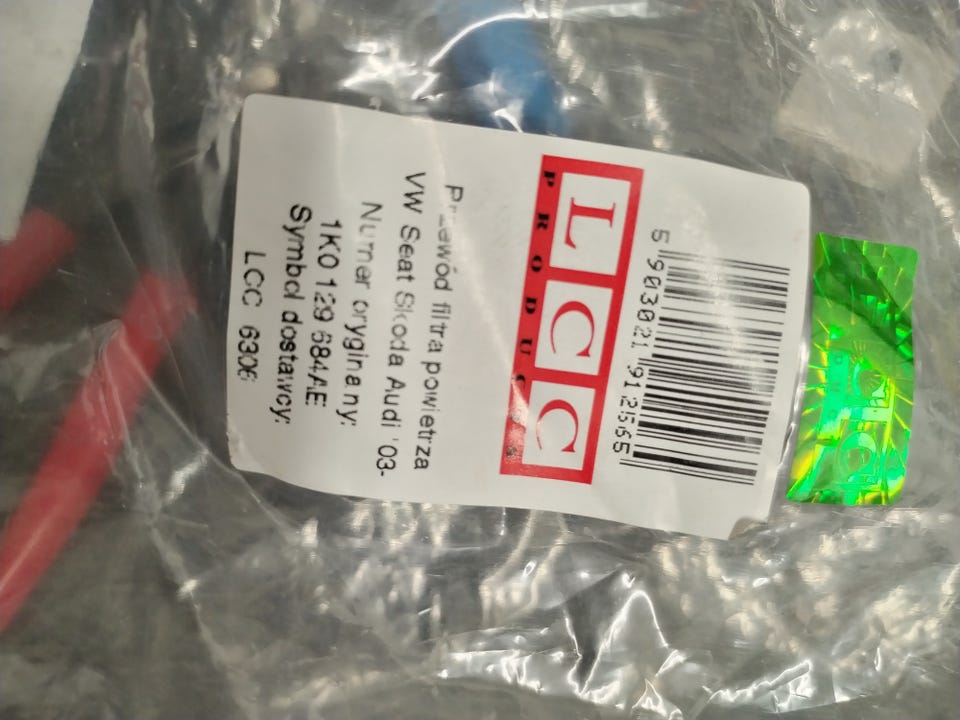 5 903021 912565
LCC
PRODUCTS
Przewód filtra powietrza
VW Seat Skoda Audi '03-
Numer oryginalny:
1K0 129 684AE
Symbol dostawcy:
LCC 6306